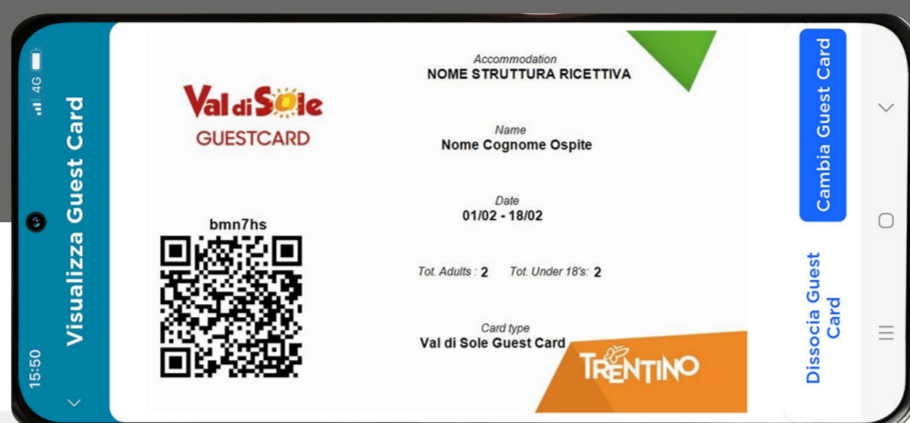 15:50
4G
Visualizza Guest Card
Val di Sole
GUESTCARD
bmn7hs
Accommodation
NOME STRUTTURA RICETTIVA
Name
Nome Cognome Ospite
Date
01/02 - 18/02
Tot. Adults : 2 Tot. Under 18's: 2
Card type
Val di Sole Guest Card
TRENTINO
Cambia Guest Card
Dissocia Guest
Card